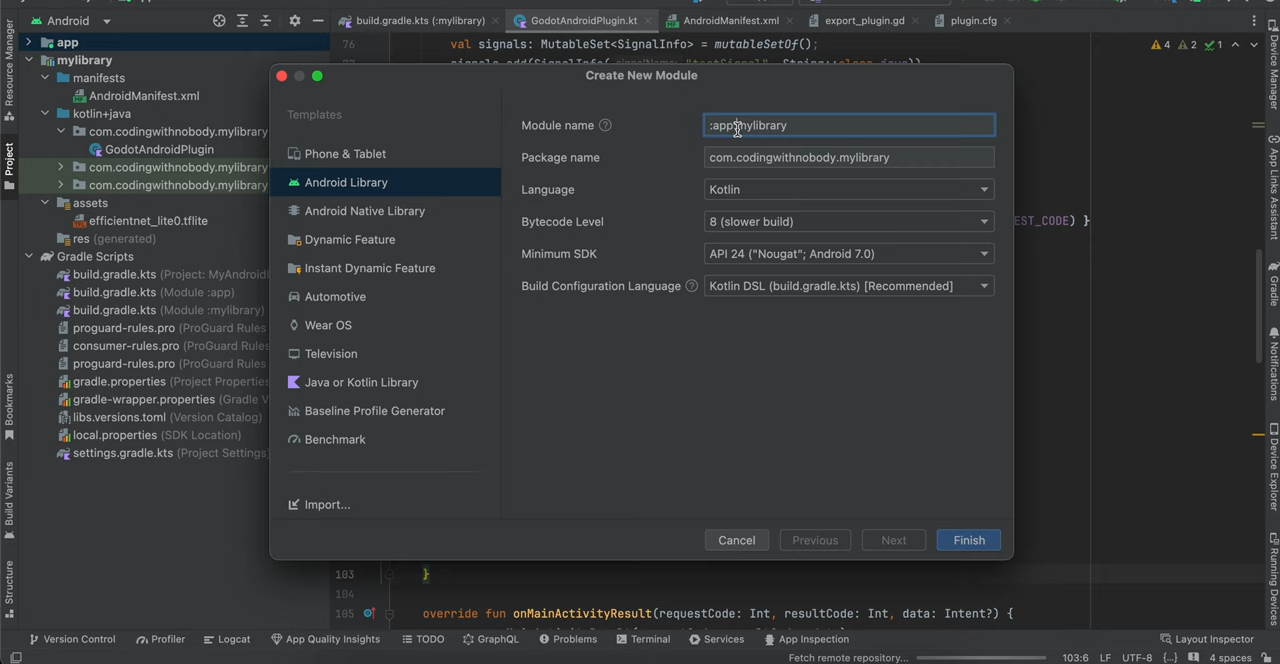 Android
build.gradle.kts (:mylibrary)
GodotAndroidPlugin.kt
AndroidManifest.xml
export_plugin.gd
plugin.cfg
Resource Manager
Project
Bookmarks
Build Variants
Structure
app
mylibrary
manifests
AndroidManifest.xml
kotlin+java
com.codingwithnobody.mylibrary
GodotAndroidPlugin
com.codingwithnobody.mylibrary
com.codingwithnobody.mylibrary
assets
efficientnet_lite0.tflite
res (generated)
Gradle Scripts
build.gradle.kts (Project: MyAndroidl
build.gradle.kts (Module :app)
build.gradle.kts (Module :mylibrary)
proguard-rules.pro (ProGuard Rules
consumer-rules.pro (ProGuard Rules
proguard-rules.pro (ProGuard Rules
gradle.properties (Project Properties
gradle-wrapper.properties (Gradle V
libs.versions.toml (Version Catalog)
local.properties (SDK Location)
settings.gradle.kts (Project Settings)
76 val signals: MutableSet<SignalInfo> = mutableSetOf();
4 2 1
EST_CODE) }
103 }
104
105 override fun onMainActivityResult(requestCode: Int, resultCode: Int, data: Intent?) {
Create New Module
Templates
Phone & Tablet
Android Library
Android Native Library
Dynamic Feature
Instant Dynamic Feature
Automotive
Wear OS
Television
Java or Kotlin Library
Baseline Profile Generator
Benchmark
Import...
Module name ? :app:mylibrary
Package name com.codingwithnobody.mylibrary
Language Kotlin
Bytecode Level 8 (slower build)
Minimum SDK API 24 ("Nougat"; Android 7.0)
Build Configuration Language ? Kotlin DSL (build.gradle.kts) [Recommended]
Cancel Previous Next Finish
Device Manager
App Links Assistant
Gradle
Notifications
Device Explorer
Running Devices
Version Control Profiler Logcat App Quality Insights TODO GraphQL Problems Terminal Services App Inspection Layout Inspector
Fetch remote repository... 103:6 LF UTF-8 {..} 4 spaces